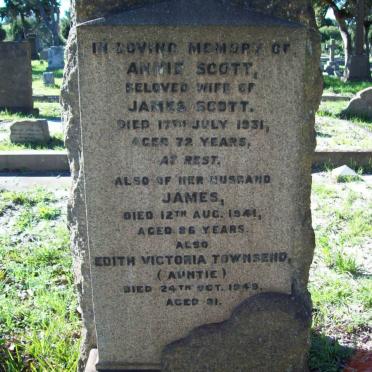 IN LOVING MEMORY OF
ANNIE SCOTT,
BELOVED WIFE OF
JAMES SCOTT.
DIED 17TH JULY 1931,
AGED 72 YEARS,
AT REST.
ALSO OF HER HUSBAND
JAMES,
DIED 12TH AUG. 1941,
AGED 86 YEARS.
ALSO
EDITH VICTORIA TOWNSEND,
(AUNTIE)
DIED 24TH OCT. 1949,
AGED 81.